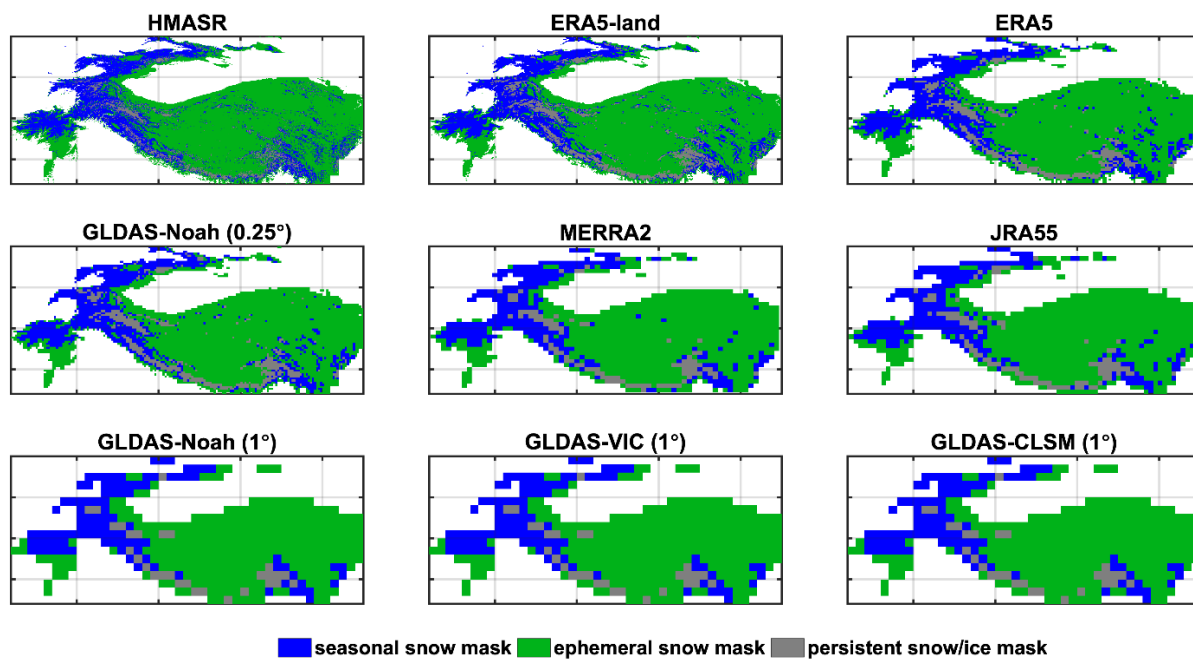 HMASR
ERA5-land
ERA5
GLDAS-Noah (0.25°)
MERRA2
JRA55
GLDAS-Noah (1°)
GLDAS-VIC (1°)
GLDAS-CLSM (1°)
seasonal snow mask
ephemeral snow mask
persistent snow/ice mask